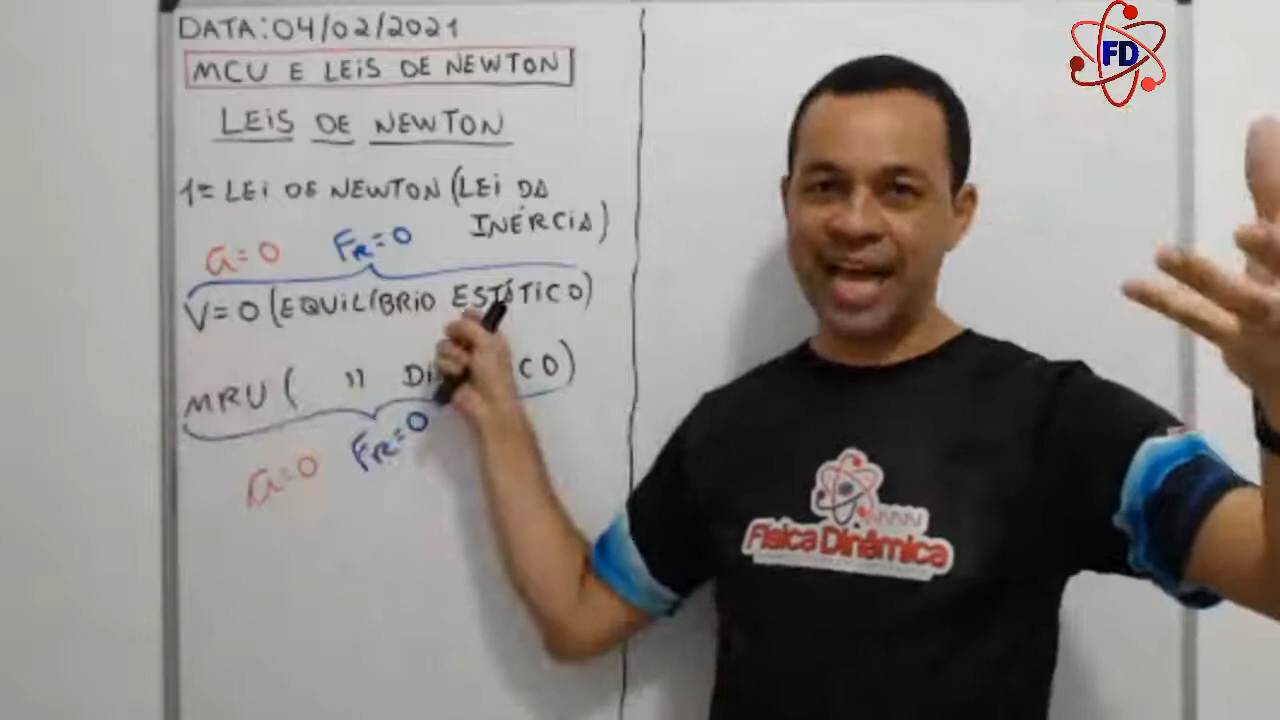 DATA: 04/02/2021
MCU E LEIS DE NEWTON
LEIS DE NEWTON
1ª LEI DE NEWTON (LEI DA
INÉRCIA)
a=0 FR=0
V=0 (EQUILÍBRIO ESTÁTICO)
MRU ( "
FR=0
a=0
FD
Física Dinâmica